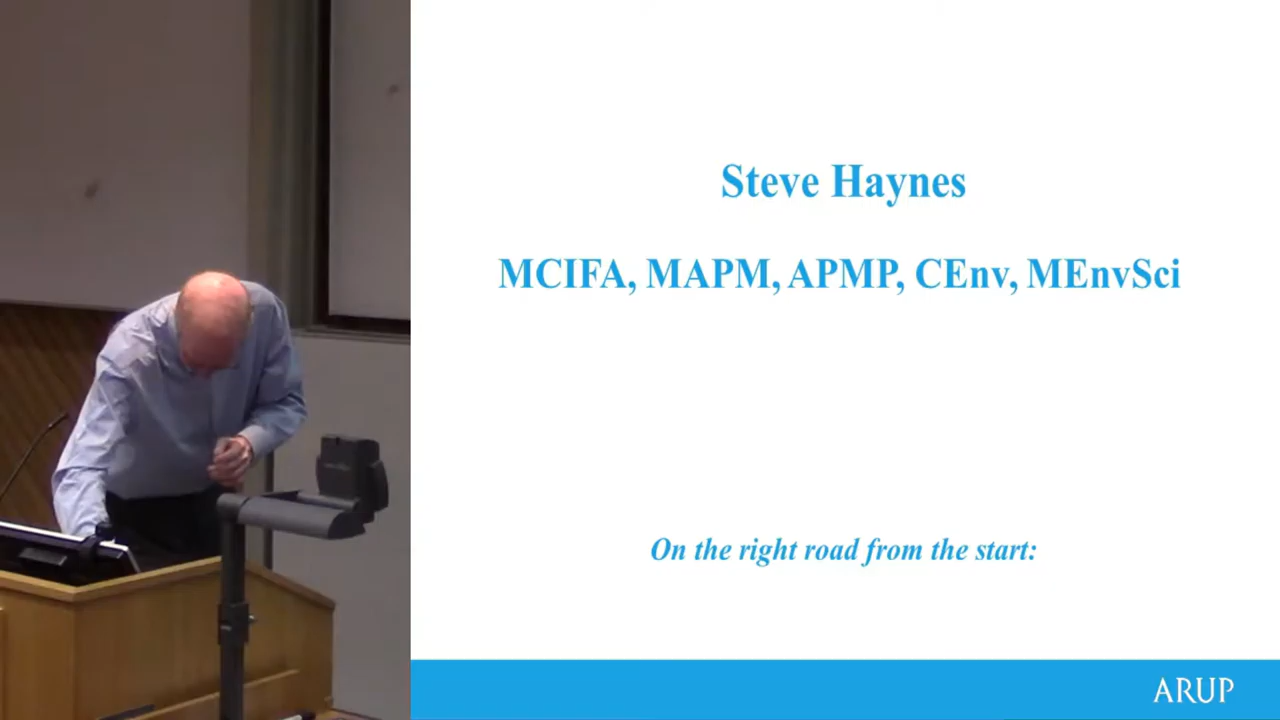 Steve Haynes
MCIFA, MAPM, APMP, CEnv, MEnvSci
On the right road from the start:
ARUP